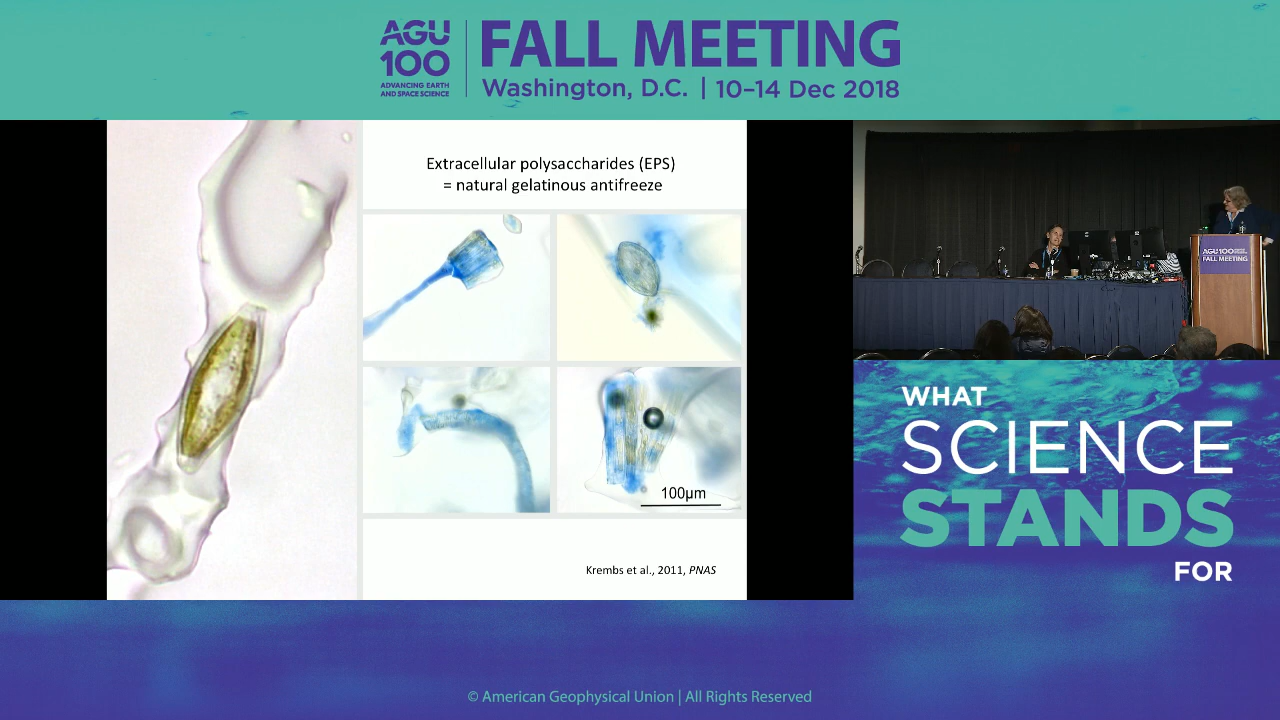 AGU
100
ADVANCING EARTH
AND SPACE SCIENCE
FALL MEETING
Washington, D.C. | 10–14 Dec 2018
Extracellular polysaccharides (EPS)
= natural gelatinous antifreeze
100µm
Krembs et al., 2011, PNAS
AGU100
FALL MEETING
WHAT
SCIENCE
STANDS
FOR
© American Geophysical Union | All Rights Reserved